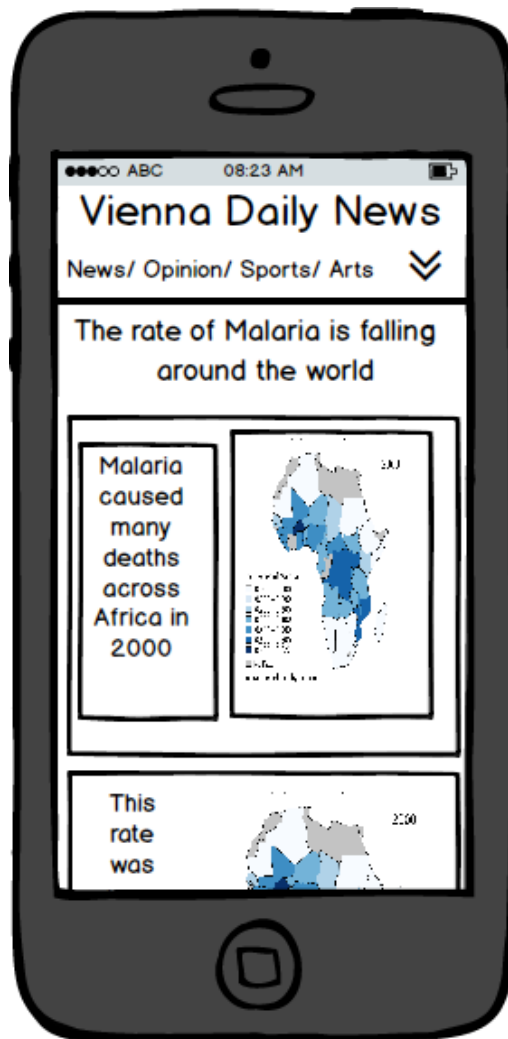 ABC 08:23 AM
Vienna Daily News
News/ Opinion/ Sports/ Arts
The rate of Malaria is falling
around the world
Malaria
caused
many
deaths
across
Africa in
2000
This
rate
was